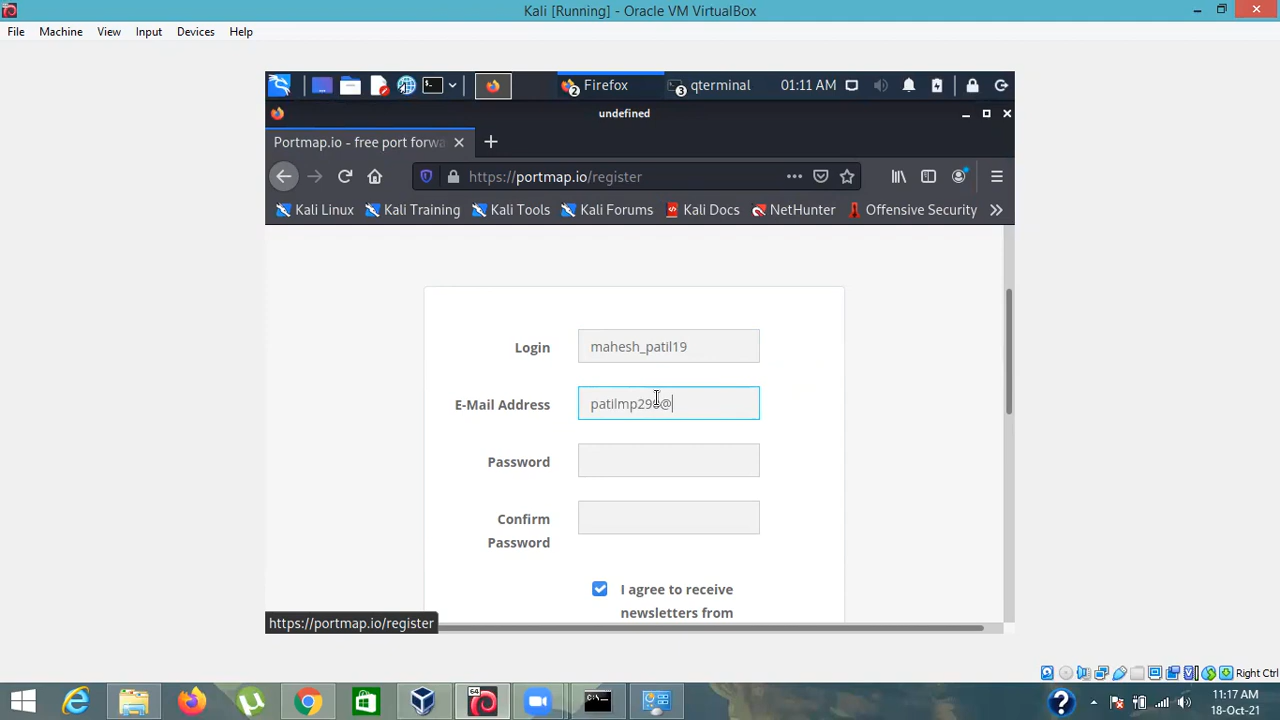 Kali [Running] - Oracle VM VirtualBox
File Machine View Input Devices Help
2 Firefox 3 qterminal 01:11 AM
undefined
Portmap.io - free port forwa
https://portmap.io/register
Kali Linux Kali Training Kali Tools Kali Forums Kali Docs NetHunter Offensive Security
Login mahesh_patil19
E-Mail Address
Password
Confirm
Password
I agree to receive
newsletters from
https://portmap.io/register
Right Ctrl
64
11:17 AM
18-Oct-21